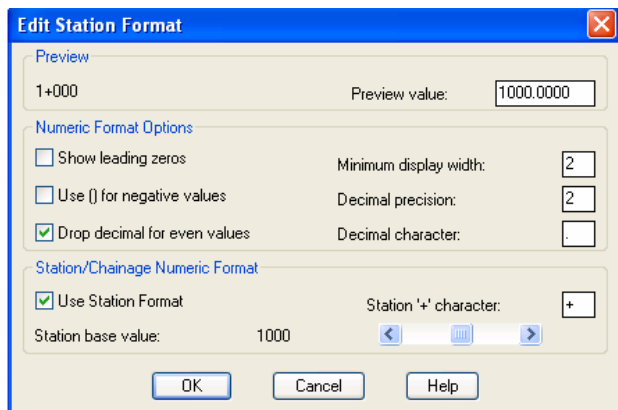 Edit Station Format
Preview
1+000 Preview value: 1000.0000
Numeric Format Options
Show leading zeros Minimum display width: 2
Use () for negative values Decimal precision: 2
Drop decimal for even values Decimal character: .
Station/Chainage Numeric Format
Use Station Format Station '+' character: +
Station base value: 1000
OK Cancel Help